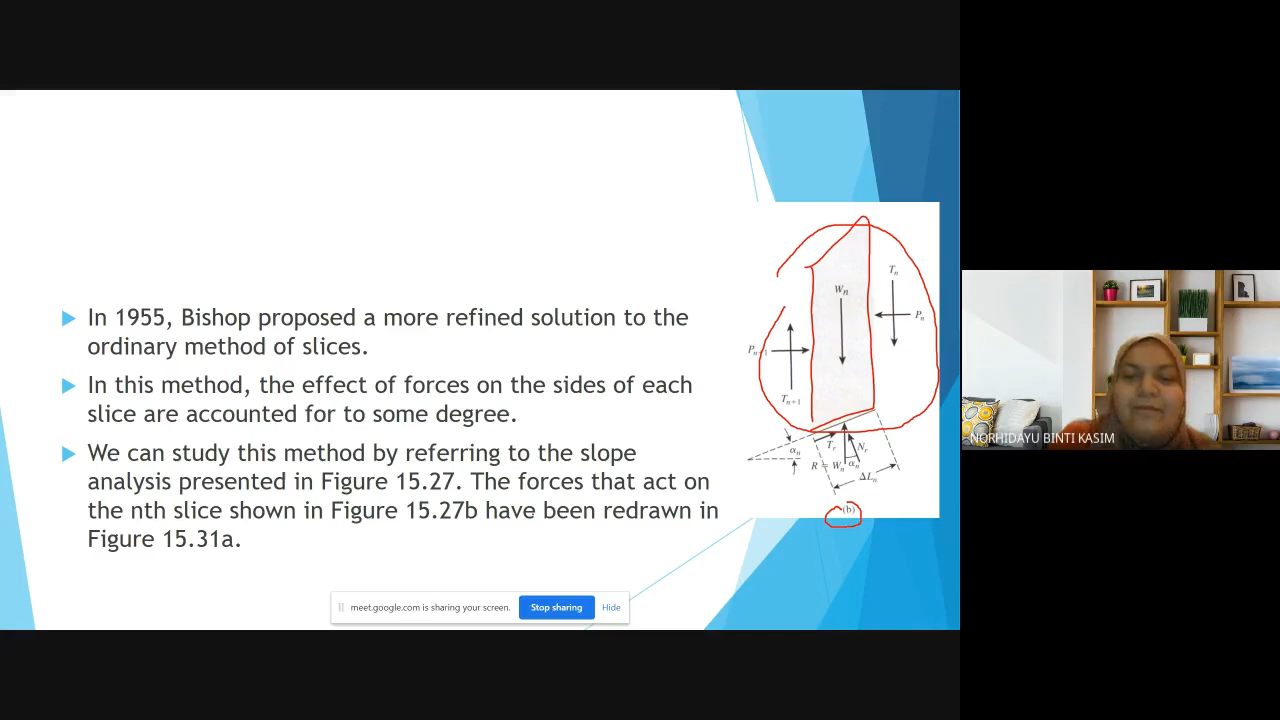 In 1955, Bishop proposed a more refined solution to the
ordinary method of slices.
In this method, the effect of forces on the sides of each
slice are accounted for to some degree.
We can study this method by referring to the slope
analysis presented in Figure 15.27. The forces that act on
the nth slice shown in Figure 15.27b have been redrawn in
Figure 15.31a.
Tn
Wn
Pn
Pn+1
Tn+1
Tr
Nr
αn
R = Wn
αn
ΔLn
(b)
meet.google.com is sharing your screen.
Stop sharing
Hide
NORHIDAYU BINTI KASIM